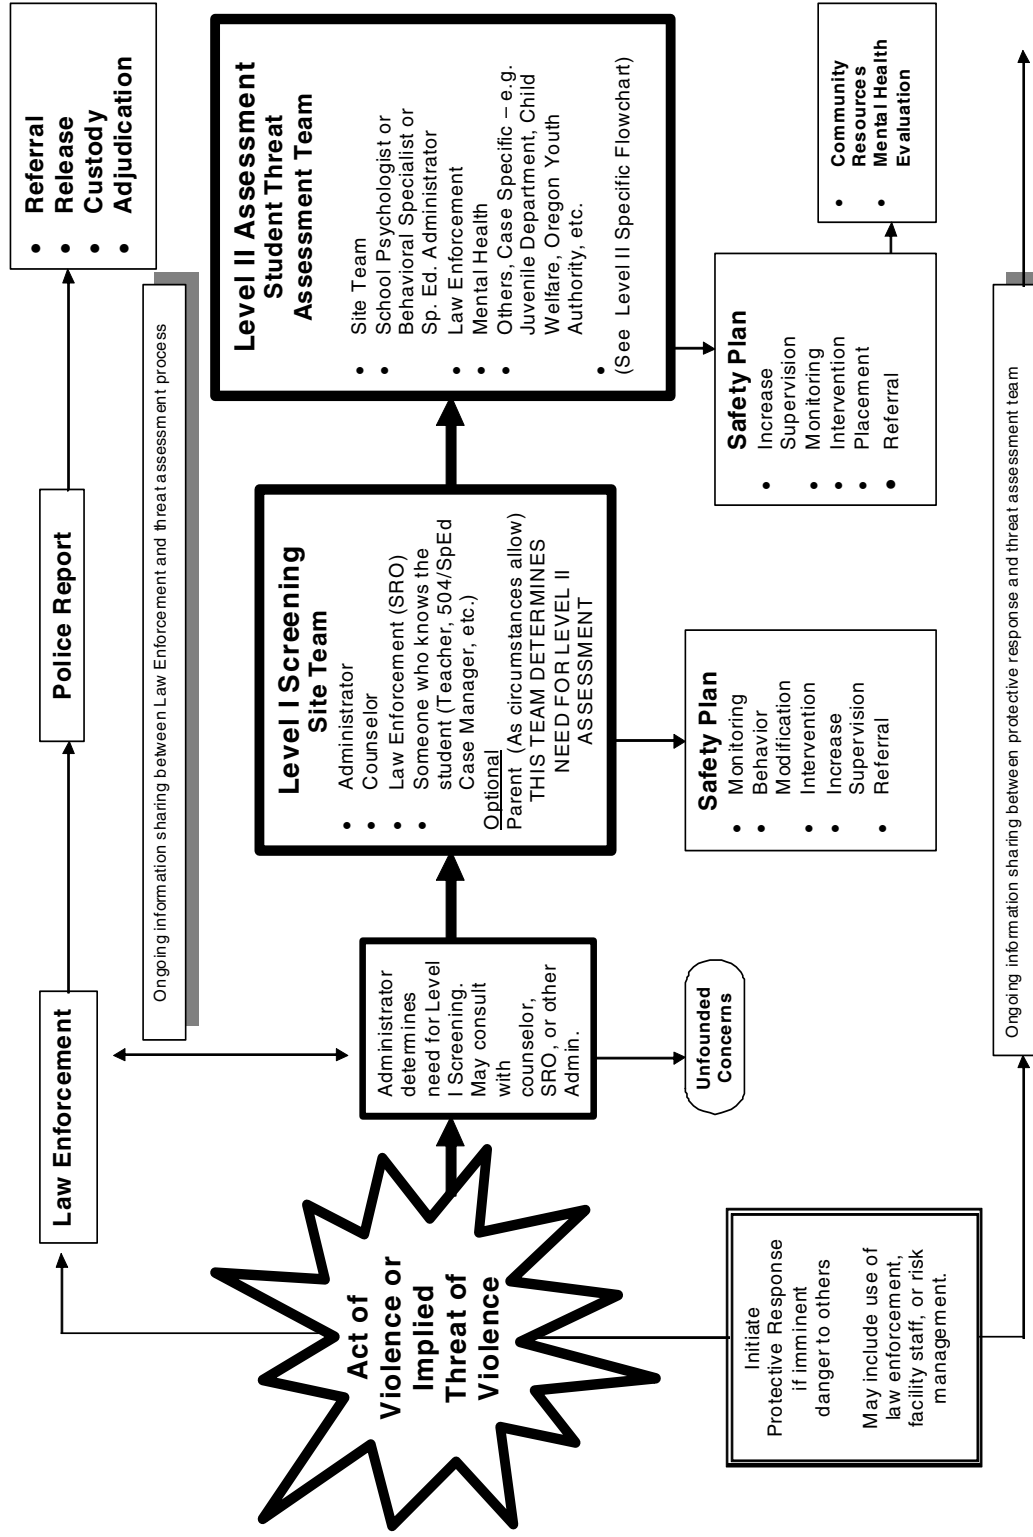 Law Enforcement
Police Report
Referral
Release
Custody
Adjudication
Ongoing information sharing between Law Enforcement and threat assessment process
Act of
Violence or
Implied
Threat of
Violence
Administrator
determines
need for Level
I Screening.
May consult
with
counselor,
SRO, or other
Admin.
Unfounded
Concerns
Level I Screening
Site Team
Administrator
Counselor
Law Enforcement (SRO)
Someone who knows the
student (Teacher, 504/SpEd
Case Manager, etc.)
Optional
Parent (As circumstances allow)
THIS TEAM DETERMINES
NEED FOR LEVEL II
ASSESSMENT
Safety Plan
Monitoring
Behavior
Modification
Intervention
Increase
Supervision
Referral
Level II Assessment
Student Threat
Assessment Team
Site Team
School Psychologist or
Behavioral Specialist or
Sp. Ed. Administrator
Law Enforcement
Mental Health
Others, Case Specific – e.g.
Juvenile Department, Child
Welfare, Oregon Youth
Authority, etc.
(See Level II Specific Flowchart)
Safety Plan
Increase
Supervision
Monitoring
Intervention
Placement
Referral
Community
Resources
Mental Health
Evaluation
Initiate
Protective Response
if imminent
danger to others
May include use of
law enforcement,
facility staff, or risk
management.
Ongoing information sharing between protective response and threat assessment team